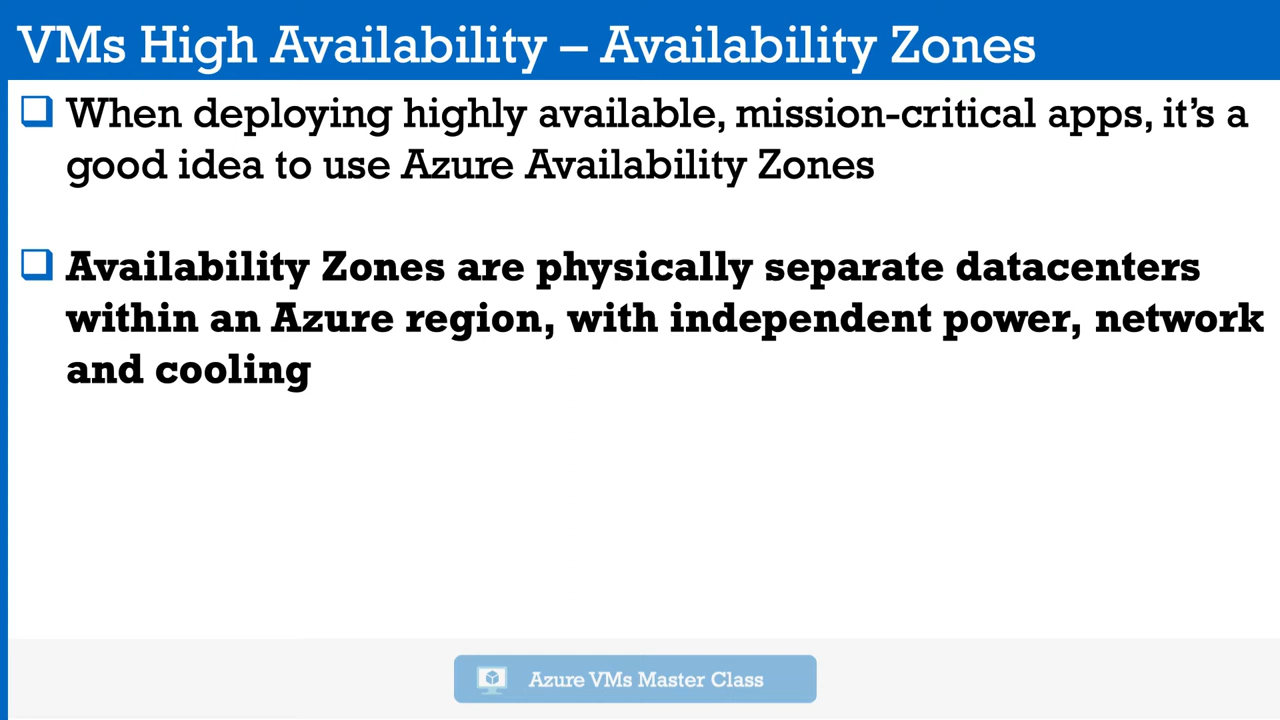 VMs High Availability – Availability Zones
When deploying highly available, mission-critical apps, it’s a
good idea to use Azure Availability Zones
Availability Zones are physically separate datacenters
within an Azure region, with independent power, network
and cooling
Azure VMs Master Class